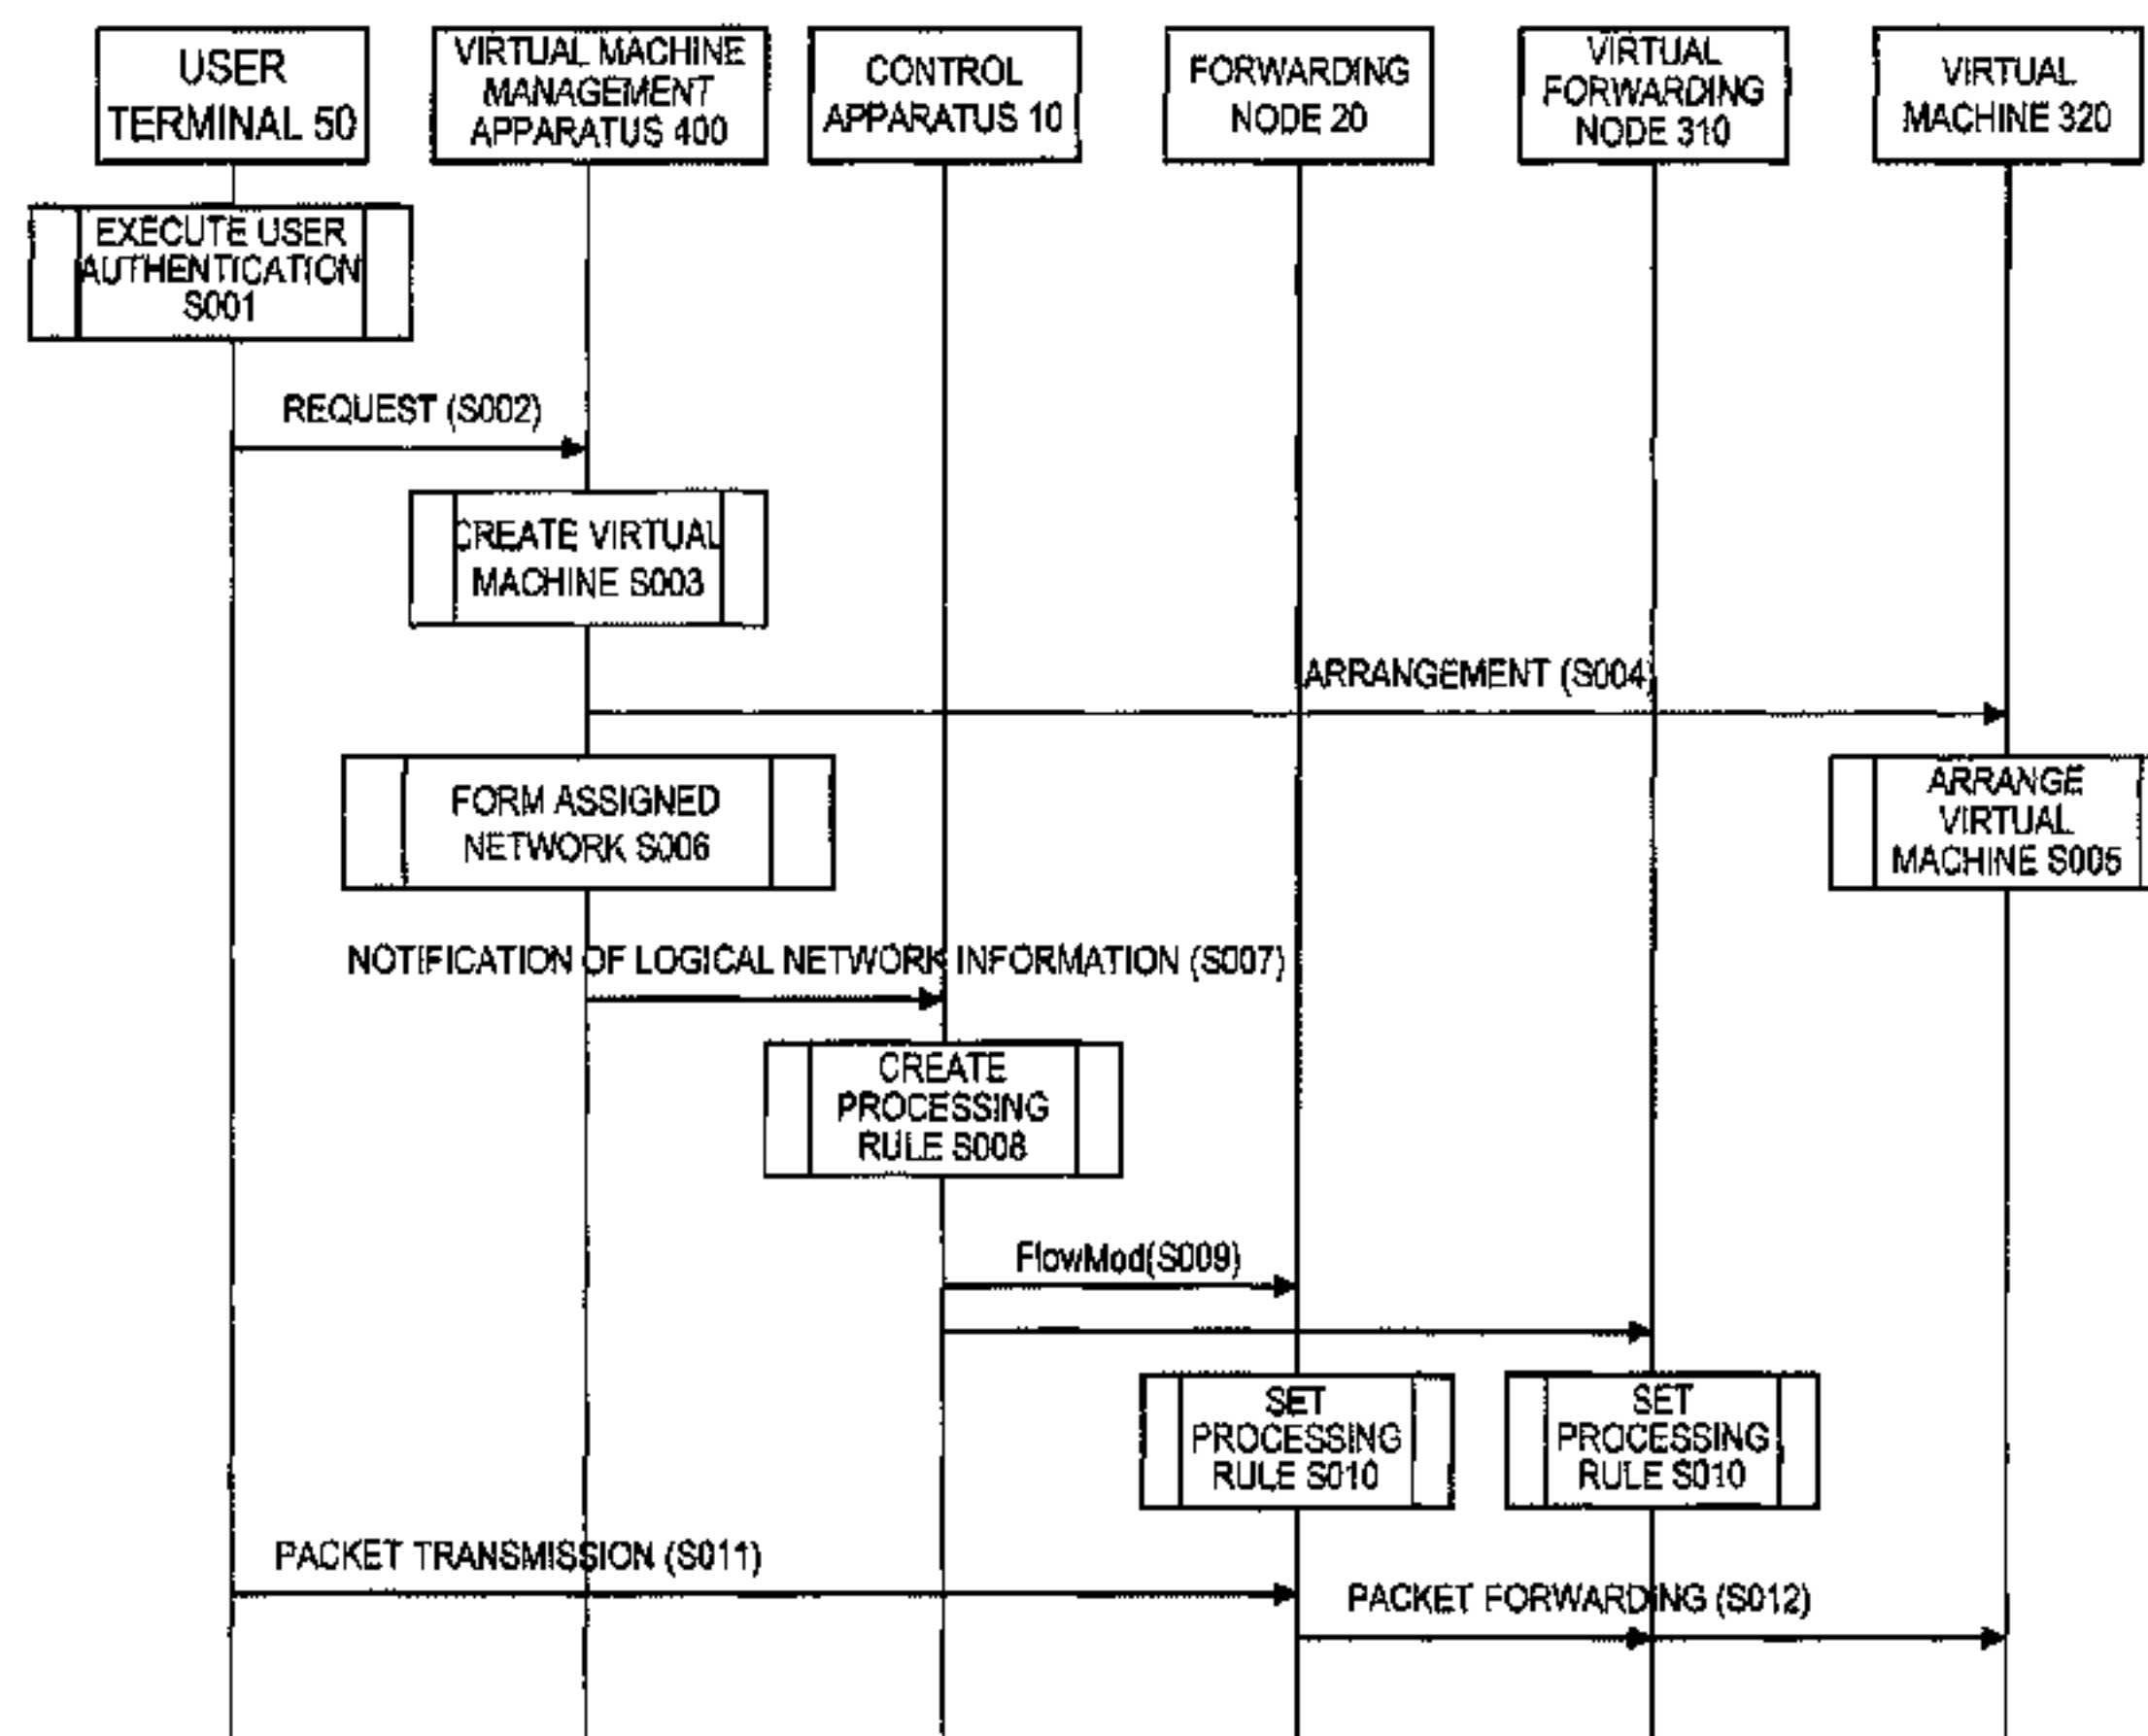 USER
TERMINAL 50
VIRTUAL MACHINE
MANAGEMENT
APPARATUS 400
CONTROL
APPARATUS 10
FORWARDING
NODE 20
VIRTUAL
FORWARDING
NODE 310
VIRTUAL
MACHINE 320
EXECUTE USER
AUTHENTICATION
S001
REQUEST (S002)
CREATE VIRTUAL
MACHINE S003
ARRANGEMENT (S004)
FORM ASSIGNED
NETWORK S006
ARRANGE
VIRTUAL
MACHINE S005
NOTIFICATION OF LOGICAL NETWORK INFORMATION (S007)
CREATE
PROCESSING
RULE S008
FlowMod(S009)
SET
PROCESSING
RULE S010
SET
PROCESSING
RULE S010
PACKET TRANSMISSION (S011)
PACKET FORWARDING (S012)